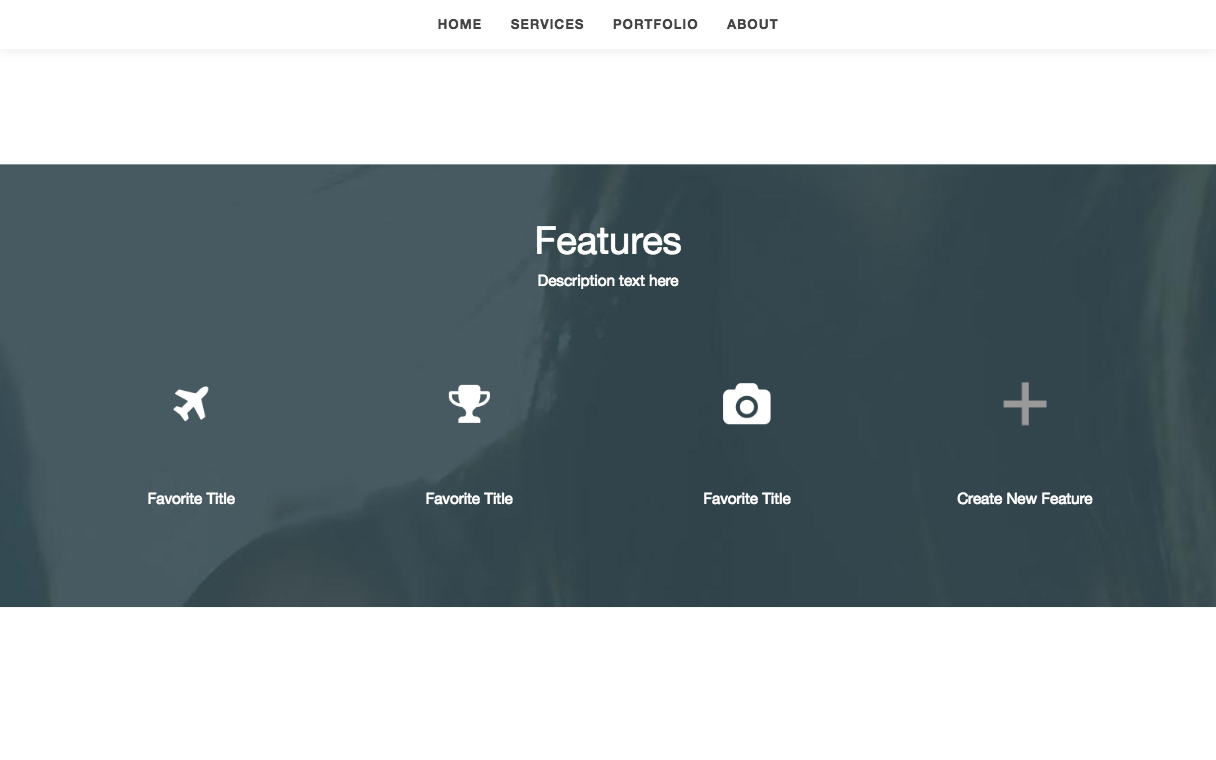 HOME SERVICES PORTFOLIO ABOUT
Features
Description text here
Favorite Title Favorite Title Favorite Title Create New Feature